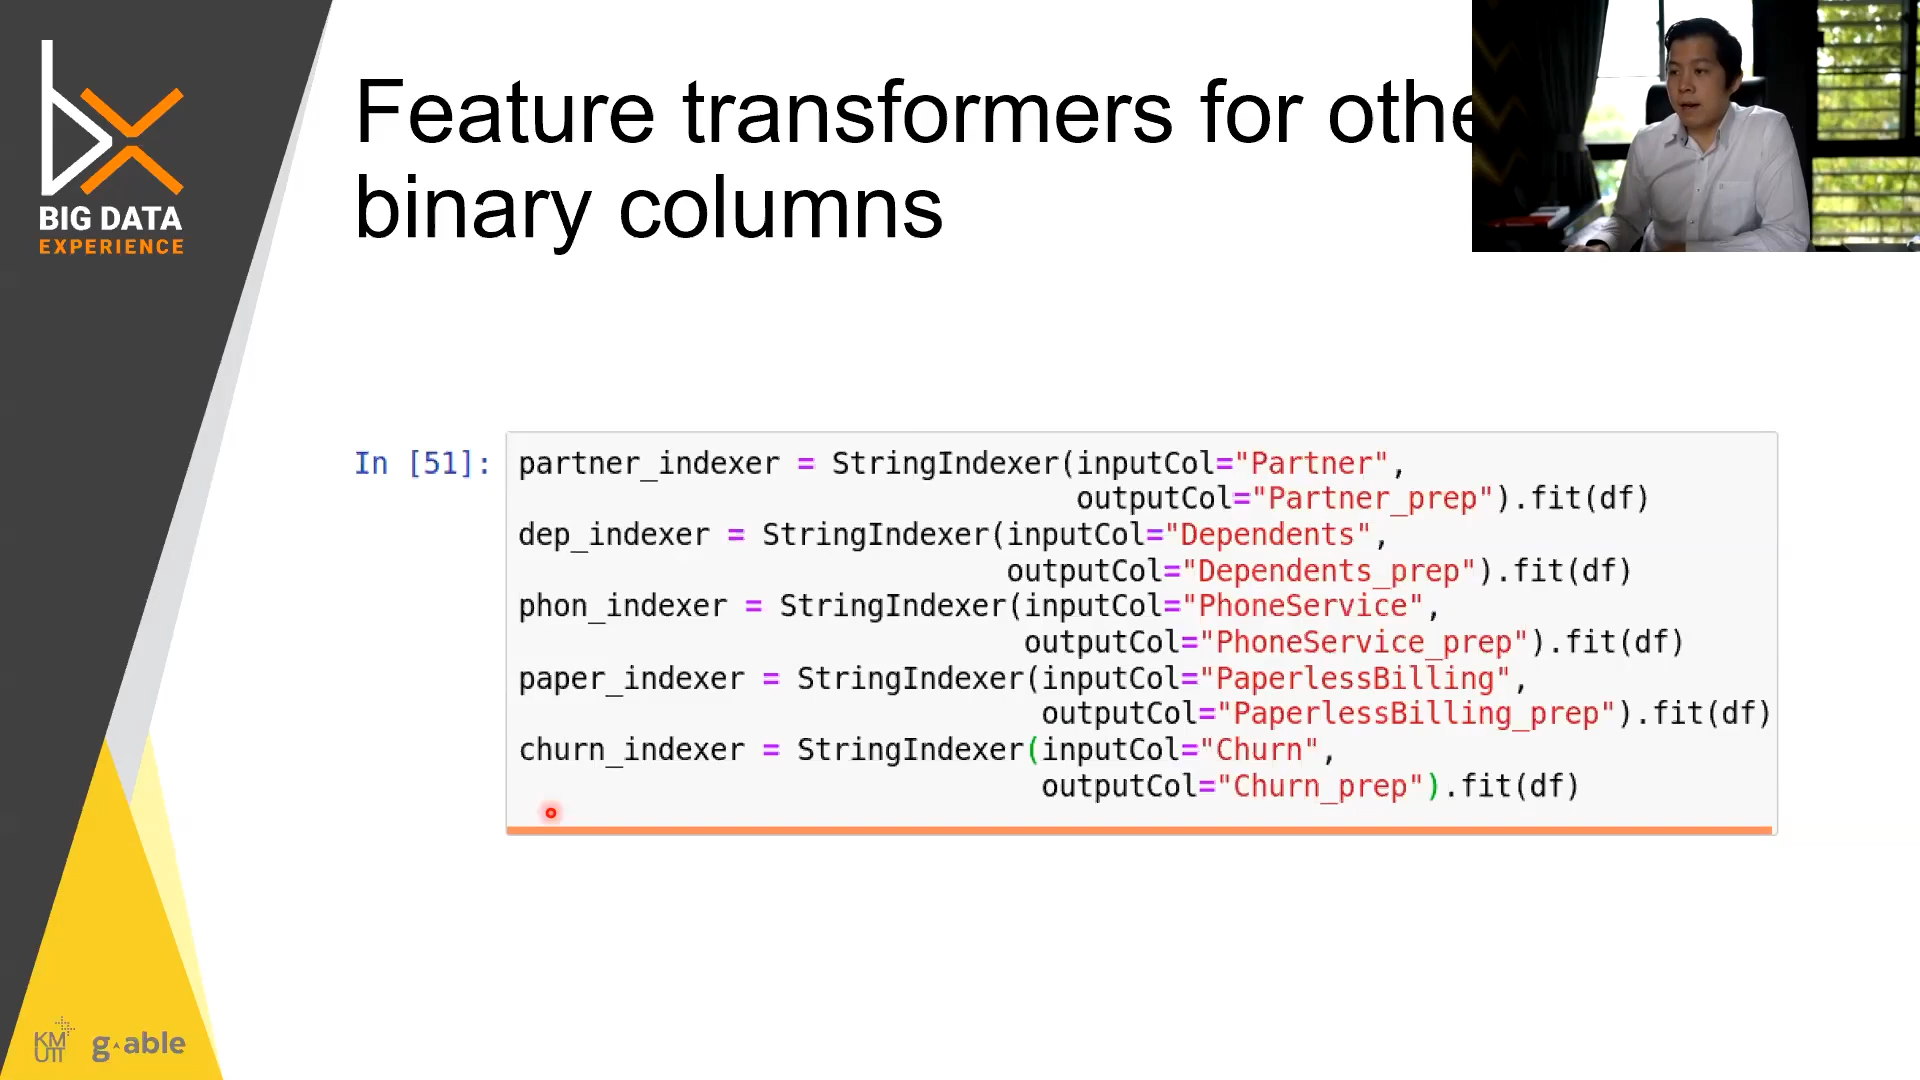 BIG DATA
EXPERIENCE
Feature transformers for othe
binary columns
In [51]:
partner_indexer = StringIndexer(inputCol="Partner",
outputCol="Partner_prep").fit(df)
dep_indexer = StringIndexer(inputCol="Dependents",
outputCol="Dependents_prep").fit(df)
phon_indexer = StringIndexer(inputCol="PhoneService",
outputCol="PhoneService_prep").fit(df)
paper_indexer = StringIndexer(inputCol="PaperlessBilling",
outputCol="PaperlessBilling_prep").fit(df)
churn_indexer = StringIndexer(inputCol="Churn",
outputCol="Churn_prep").fit(df)
KM
UTT
g-able